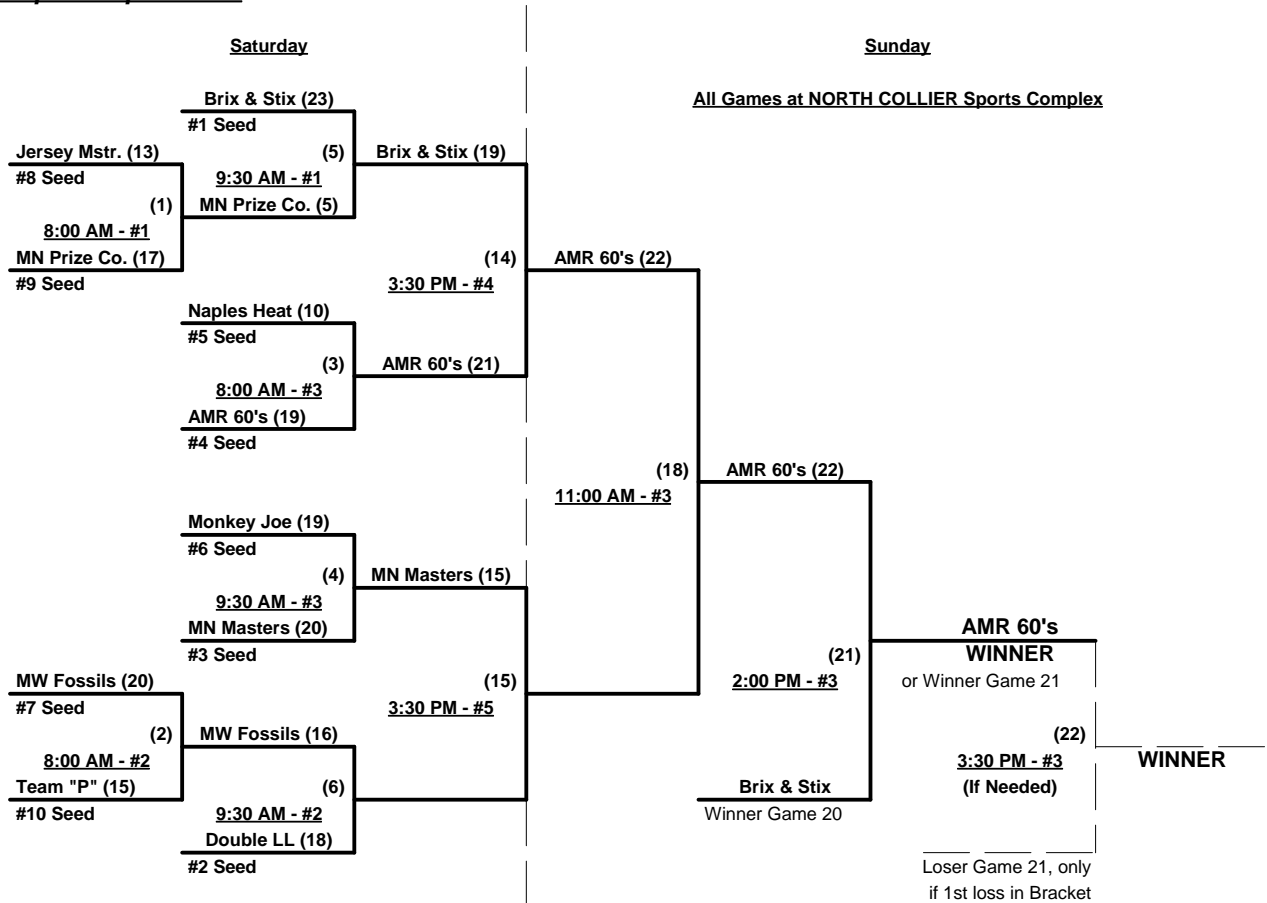 Saturday
Sunday
All Games at NORTH COLLIER Sports Complex
Brix & Stix (23)
#1 Seed
Jersey Mstr. (13)
#8 Seed
(5)
9:30 AM - #1
Brix & Stix (19)
(1)
8:00 AM - #1
MN Prize Co. (5)
MN Prize Co. (17)
#9 Seed
(14)
3:30 PM - #4
AMR 60's (22)
Naples Heat (10)
#5 Seed
(3)
8:00 AM - #3
AMR 60's (21)
AMR 60's (19)
#4 Seed
(18)
11:00 AM - #3
AMR 60's (22)
Monkey Joe (19)
#6 Seed
(4)
9:30 AM - #3
MN Masters (15)
MN Masters (20)
#3 Seed
AMR 60's
WINNER
or Winner Game 21
(21)
2:00 PM - #3
MW Fossils (20)
#7 Seed
(15)
3:30 PM - #5
(2)
8:00 AM - #2
MW Fossils (16)
Team "P" (15)
#10 Seed
(6)
9:30 AM - #2
Double LL (18)
#2 Seed
Brix & Stix
Winner Game 20
(22)
3:30 PM - #3
(If Needed)
WINNER
Loser Game 21, only
if 1st loss in Bracket